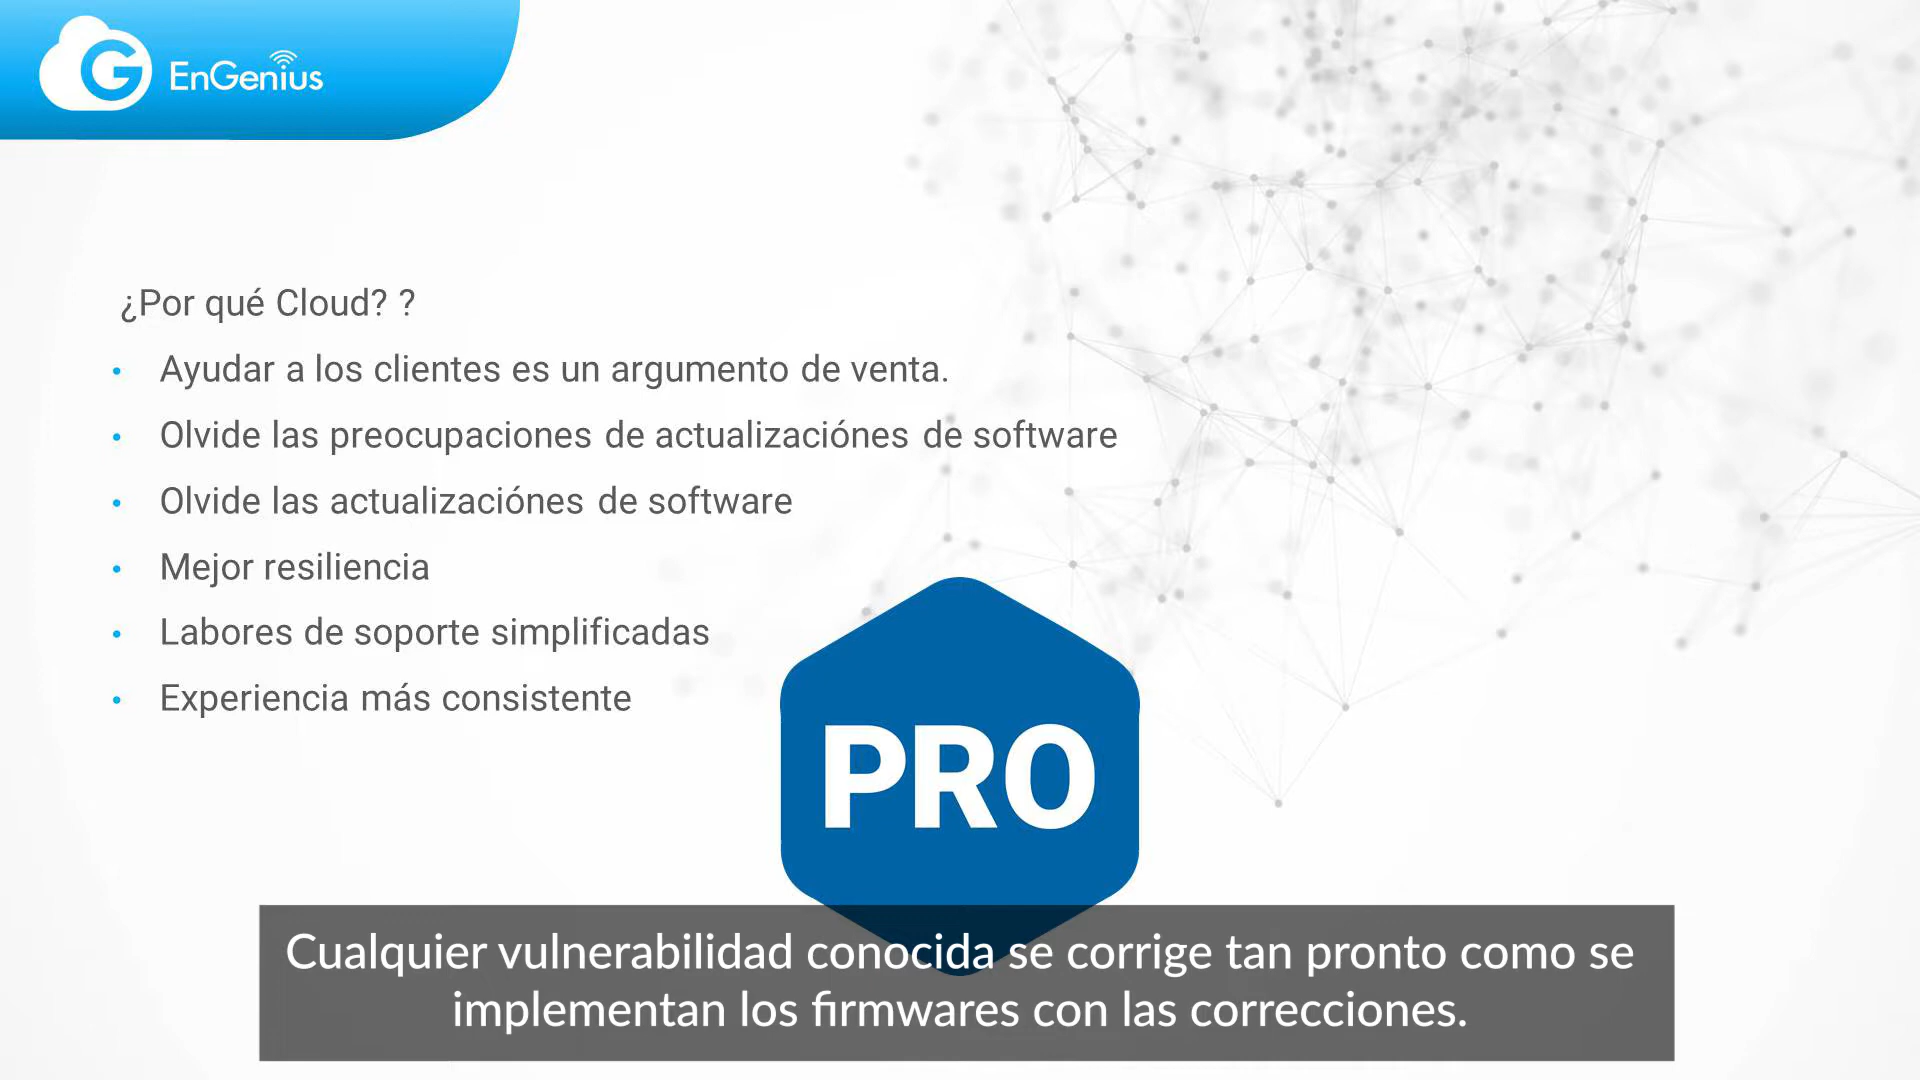 EnGenius
¿Por qué Cloud? ?
• Ayudar a los clientes es un argumento de venta.
• Olvide las preocupaciones de actualizaciónes de software
• Olvide las actualizaciónes de software
• Mejor resiliencia
• Labores de soporte simplificadas
• Experiencia más consistente
PRO
Cualquier vulnerabilidad conocida se corrige tan pronto como se
implementan los firmwares con las correcciones.